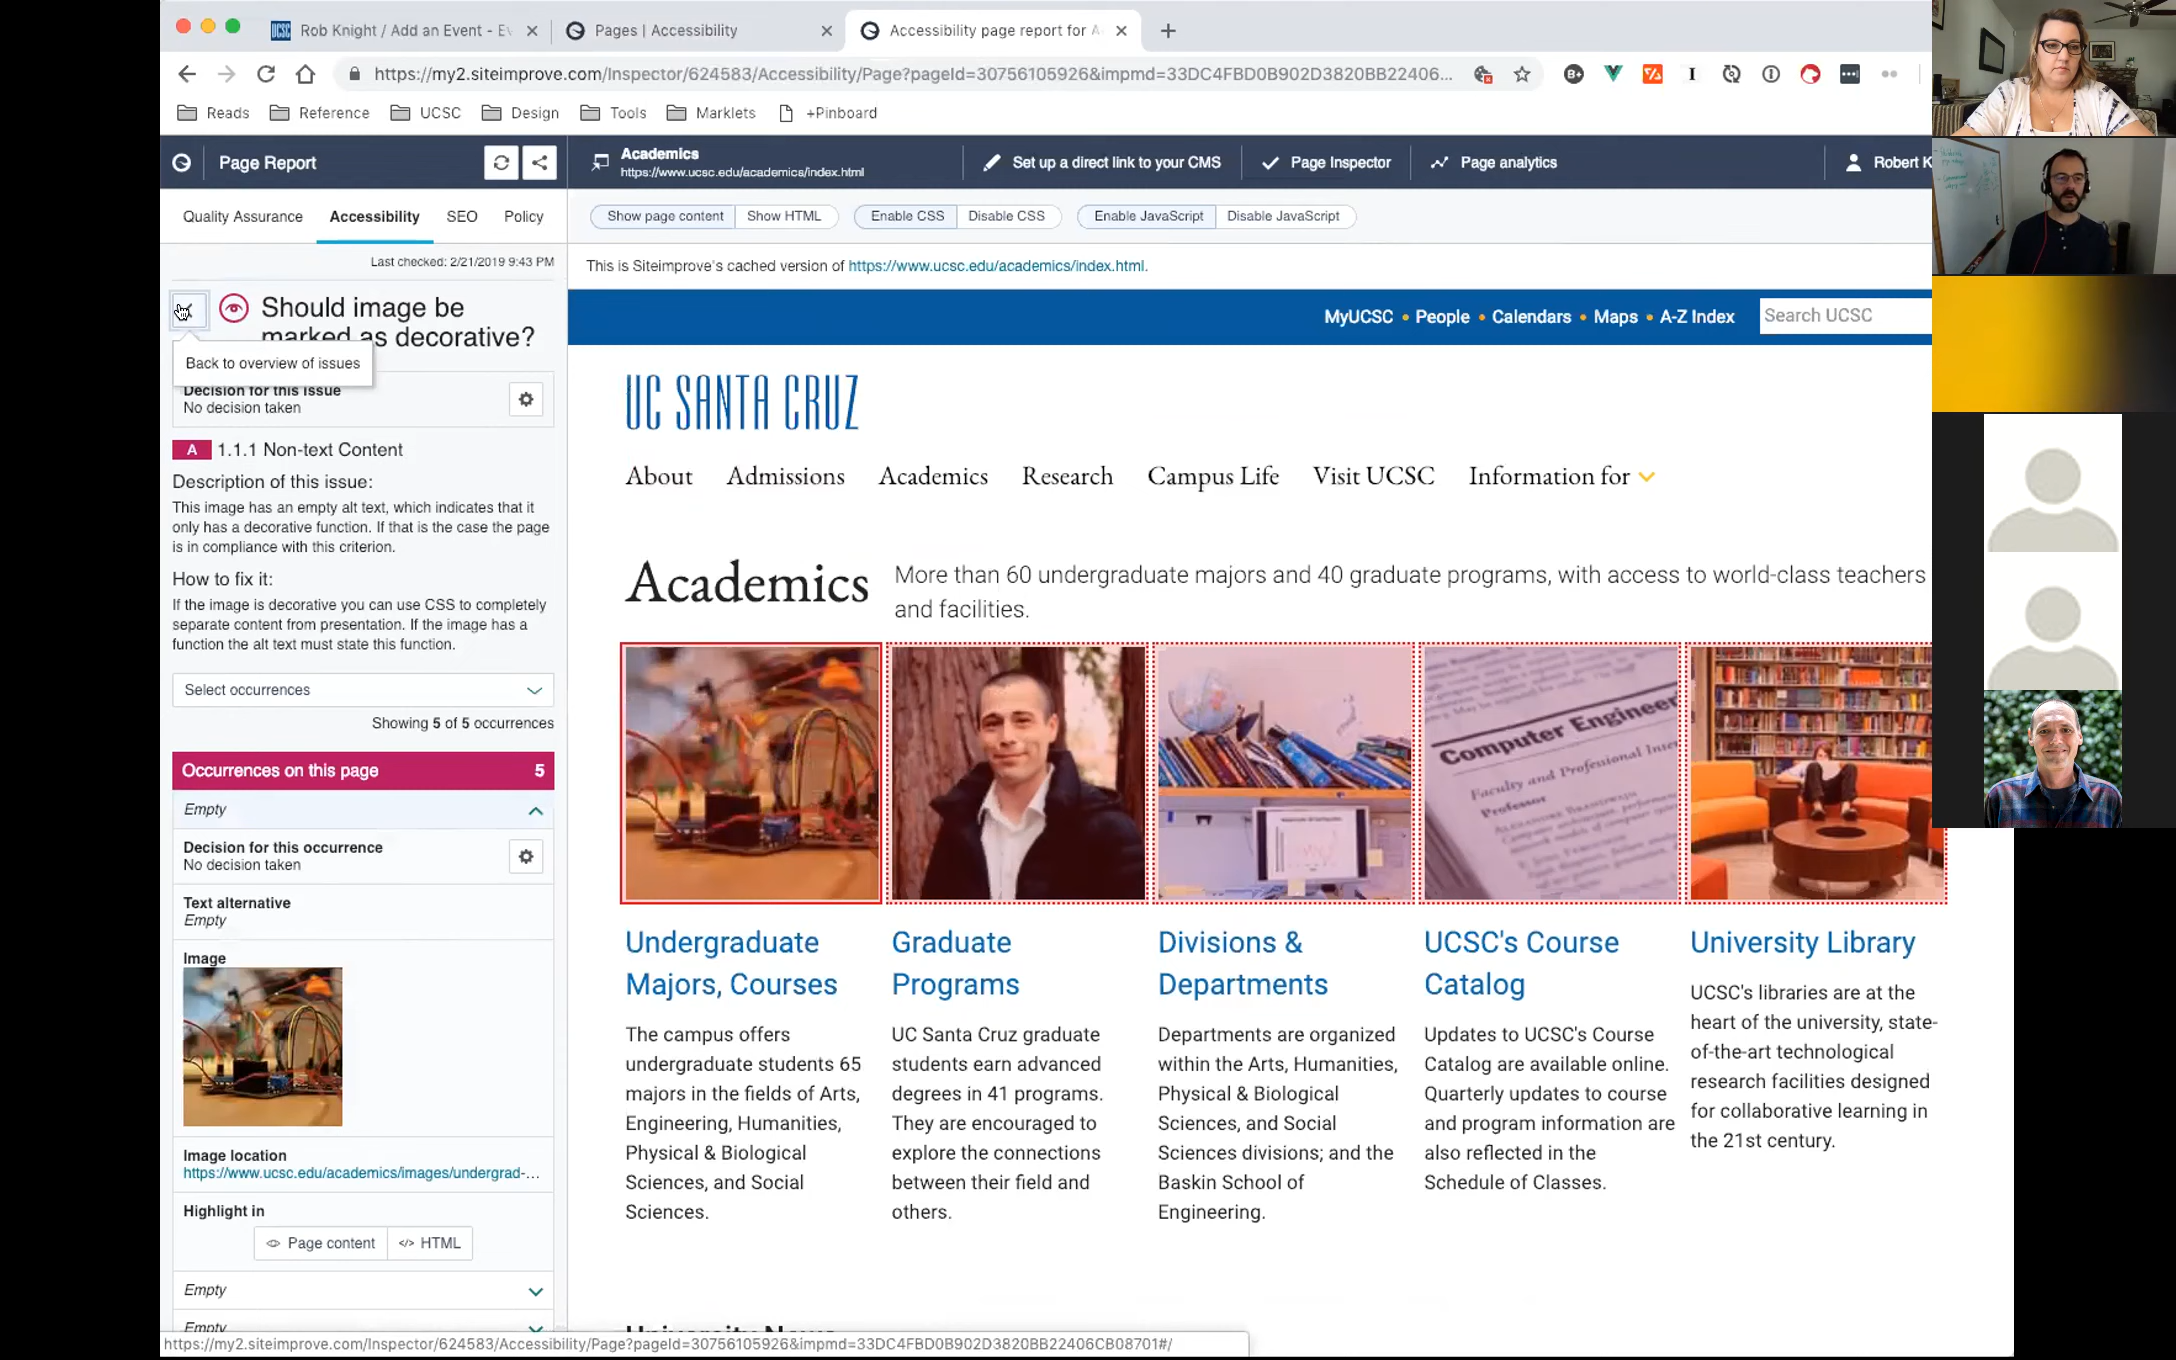 Rob Knight / Add an Event - Ev
Pages | Accessibility
Accessibility page report for A
https://my2.siteimprove.com/Inspector/624583/Accessibility/Page?pageId=30756105926&impmd=33DC4FBD0B902D3820BB22406...
Reads
Reference
UCSC
Design
Tools
Marklets
+Pinboard
Page Report
Academics
https://www.ucsc.edu/academics/index.html
Set up a direct link to your CMS
Page Inspector
Page analytics
Robert K
Quality Assurance
Accessibility
SEO
Policy
Show page content
Show HTML
Enable CSS
Disable CSS
Enable JavaScript
Disable JavaScript
Last checked: 2/21/2019 9:43 PM
This is Siteimprove's cached version of https://www.ucsc.edu/academics/index.html.
Should image be
marked as decorative?
Back to overview of issues
Decision for this issue
No decision taken
A 1.1.1 Non-text Content
Description of this issue:
This image has an empty alt text, which indicates that it
only has a decorative function. If that is the case the page
is in compliance with this criterion.
How to fix it:
If the image is decorative you can use CSS to completely
separate content from presentation. If the image has a
function the alt text must state this function.
Select occurrences
Showing 5 of 5 occurrences
Occurrences on this page 5
Empty
Decision for this occurrence
No decision taken
Text alternative
Empty
Image
Image location
https://www.ucsc.edu/academics/images/undergrad-...
Highlight in
Page content
</> HTML
Empty
Empty
MyUCSC • People • Calendars • Maps • A-Z Index
Search UCSC
UC SANTA CRUZ
About
Admissions
Academics
Research
Campus Life
Visit UCSC
Information for
Academics
More than 60 undergraduate majors and 40 graduate programs, with access to world-class teachers
and facilities.
Computer Engineer
Faculty and Professional Inte
Professor
Undergraduate
Majors, Courses
The campus offers
undergraduate students 65
majors in the fields of Arts,
Engineering, Humanities,
Physical & Biological
Sciences, and Social
Sciences.
Graduate
Programs
UC Santa Cruz graduate
students earn advanced
degrees in 41 programs.
They are encouraged to
explore the connections
between their field and
others.
Divisions &
Departments
Departments are organized
within the Arts, Humanities,
Physical & Biological
Sciences, and Social
Sciences divisions; and the
Baskin School of
Engineering.
UCSC's Course
Catalog
Updates to UCSC's Course
Catalog are available online.
Quarterly updates to course
and program information are
also reflected in the
Schedule of Classes.
University Library
UCSC's libraries are at the
heart of the university, state-
of-the-art technological
research facilities designed
for collaborative learning in
the 21st century.
University News
https://my2.siteimprove.com/Inspector/624583/Accessibility/Page?pageId=30756105926&impmd=33DC4FBD0B902D3820BB22406CB08701#/